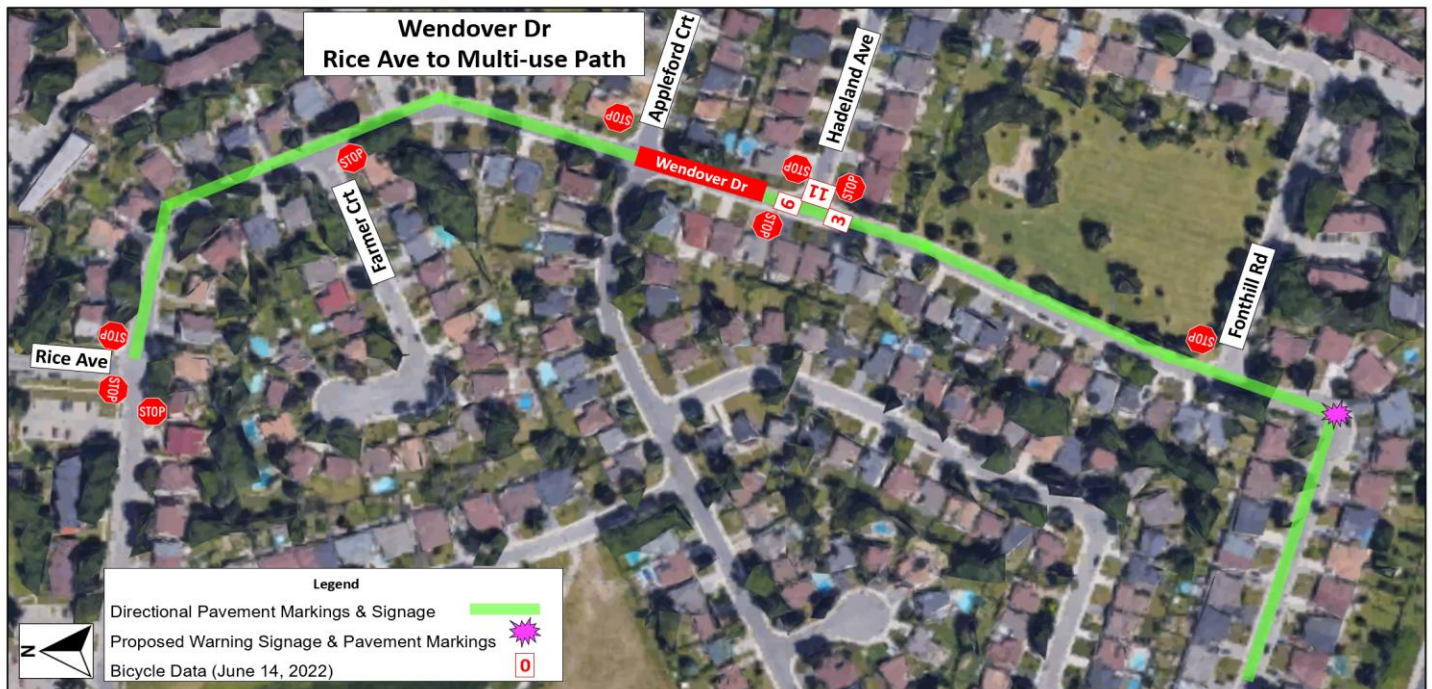 Wendover Dr
Rice Ave to Multi-use Path
Appleford Crt
Hadeland Ave
STOP
STOP
Farmer Crt
Wendover Dr
STOP
11
STOP
9
3
STOP
Fonthill Rd
STOP
STOP
Rice Ave
STOP
STOP
Legend
Directional Pavement Markings & Signage
Proposed Warning Signage & Pavement Markings
Bicycle Data (June 14, 2022)
0
N